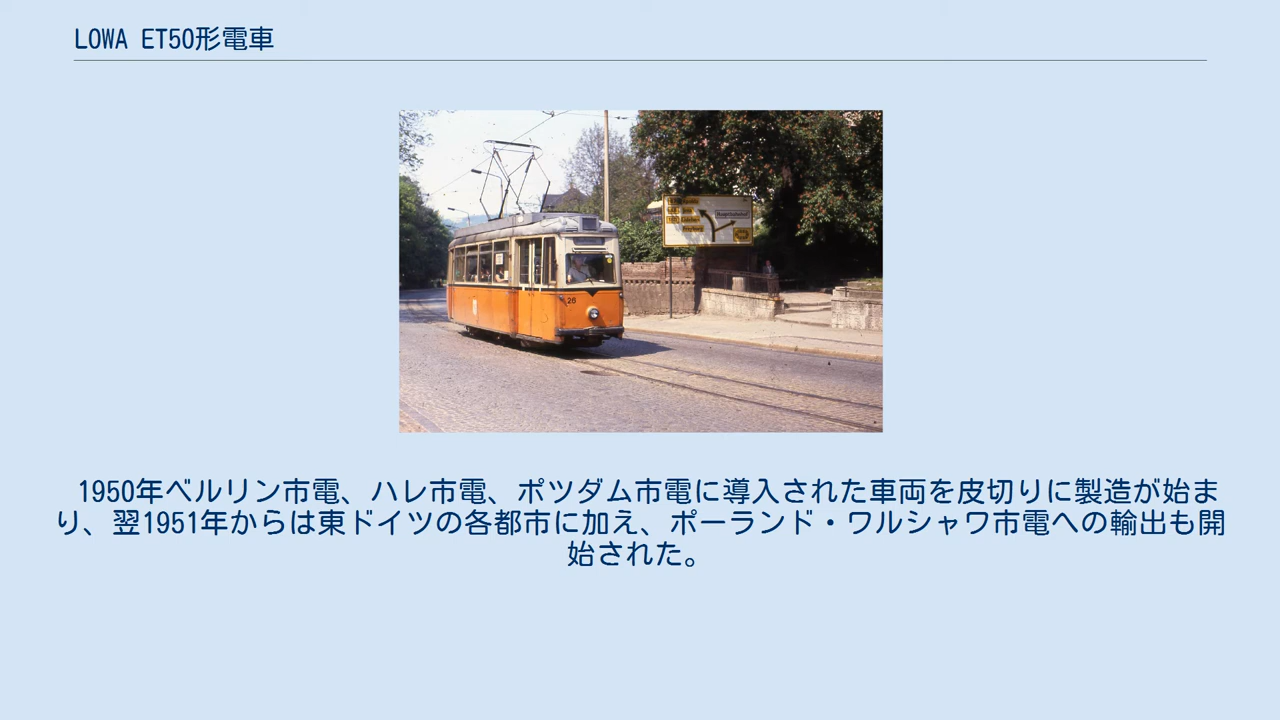 LOWA ET50形電車
26
1950年ベルリン市電、ハレ市電、ポツダム市電に導入された車両を皮切りに製造が始ま
り、翌1951年からは東ドイツの各都市に加え、ポーランド・ワルシャワ市電への輸出も開
始された。